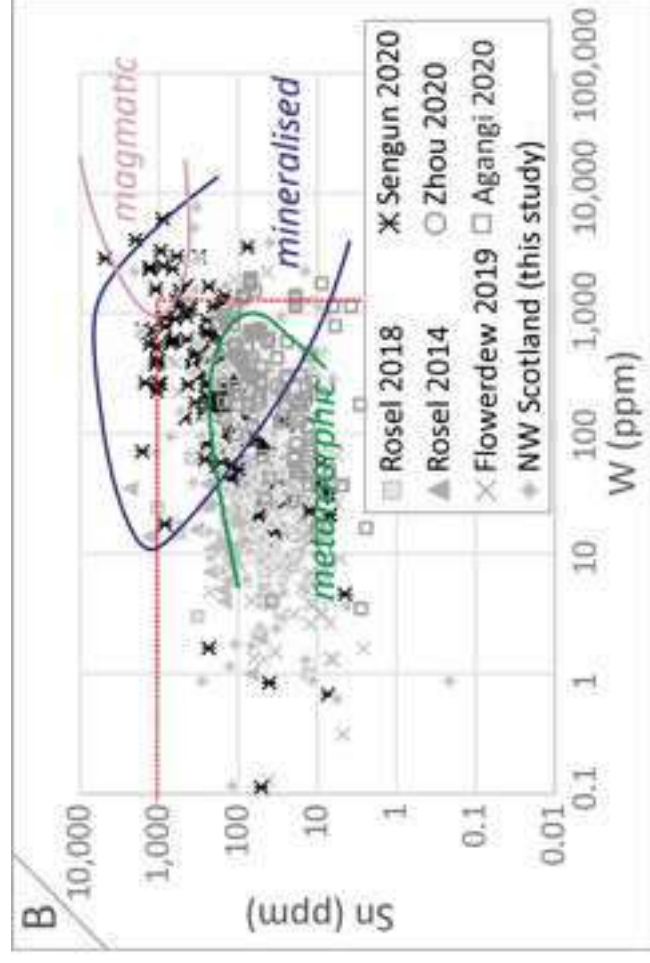 B
Sn (ppm)
10,000
1,000
100
10
1
0.1
0.01
magmatic
mineralised
metamorphic
Rosel 2018
Sengun 2020
Rosel 2014
Zhou 2020
Flowerdew 2019
Agangi 2020
NW Scotland (this study)
0.1
1
10
100
1,000
10,000
100,000
W (ppm)